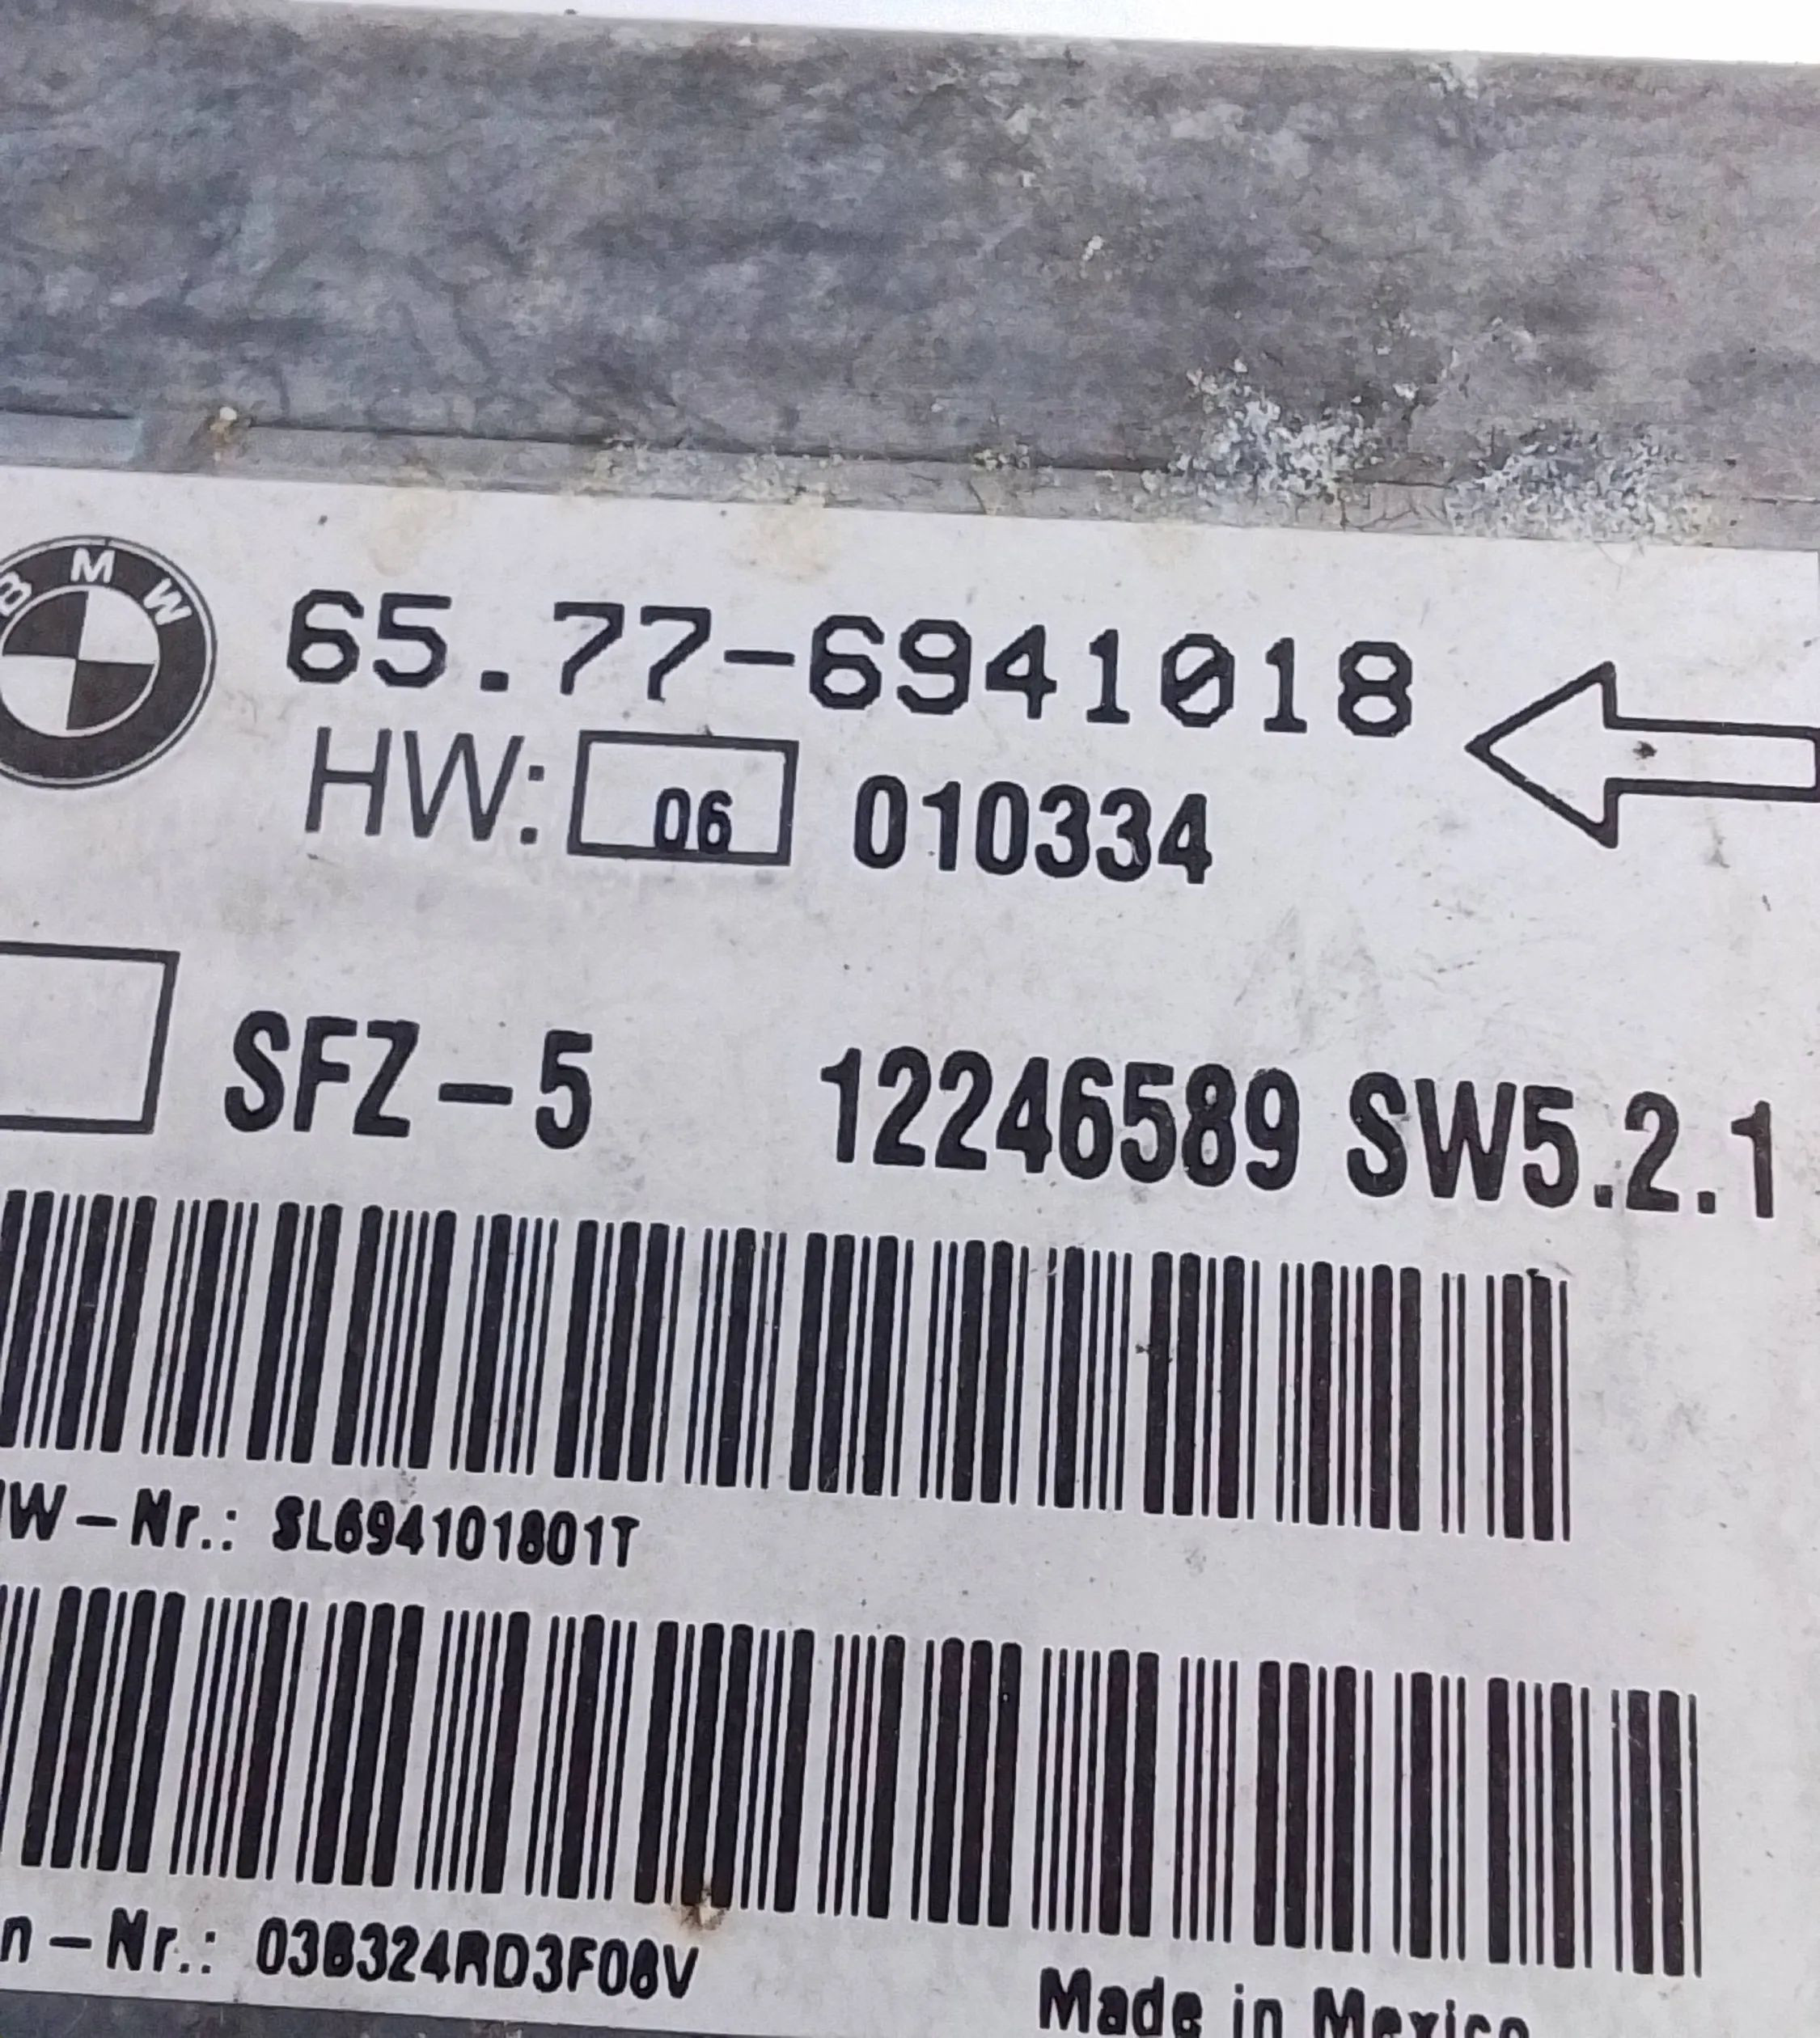 BMW
65.77-6941018
HW: 06 010334
SFZ-5 12246589 SW5.2.1
W-Nr.: SL694101801T
n-Nr.: 03B324RD3F08V
Made in Mexico